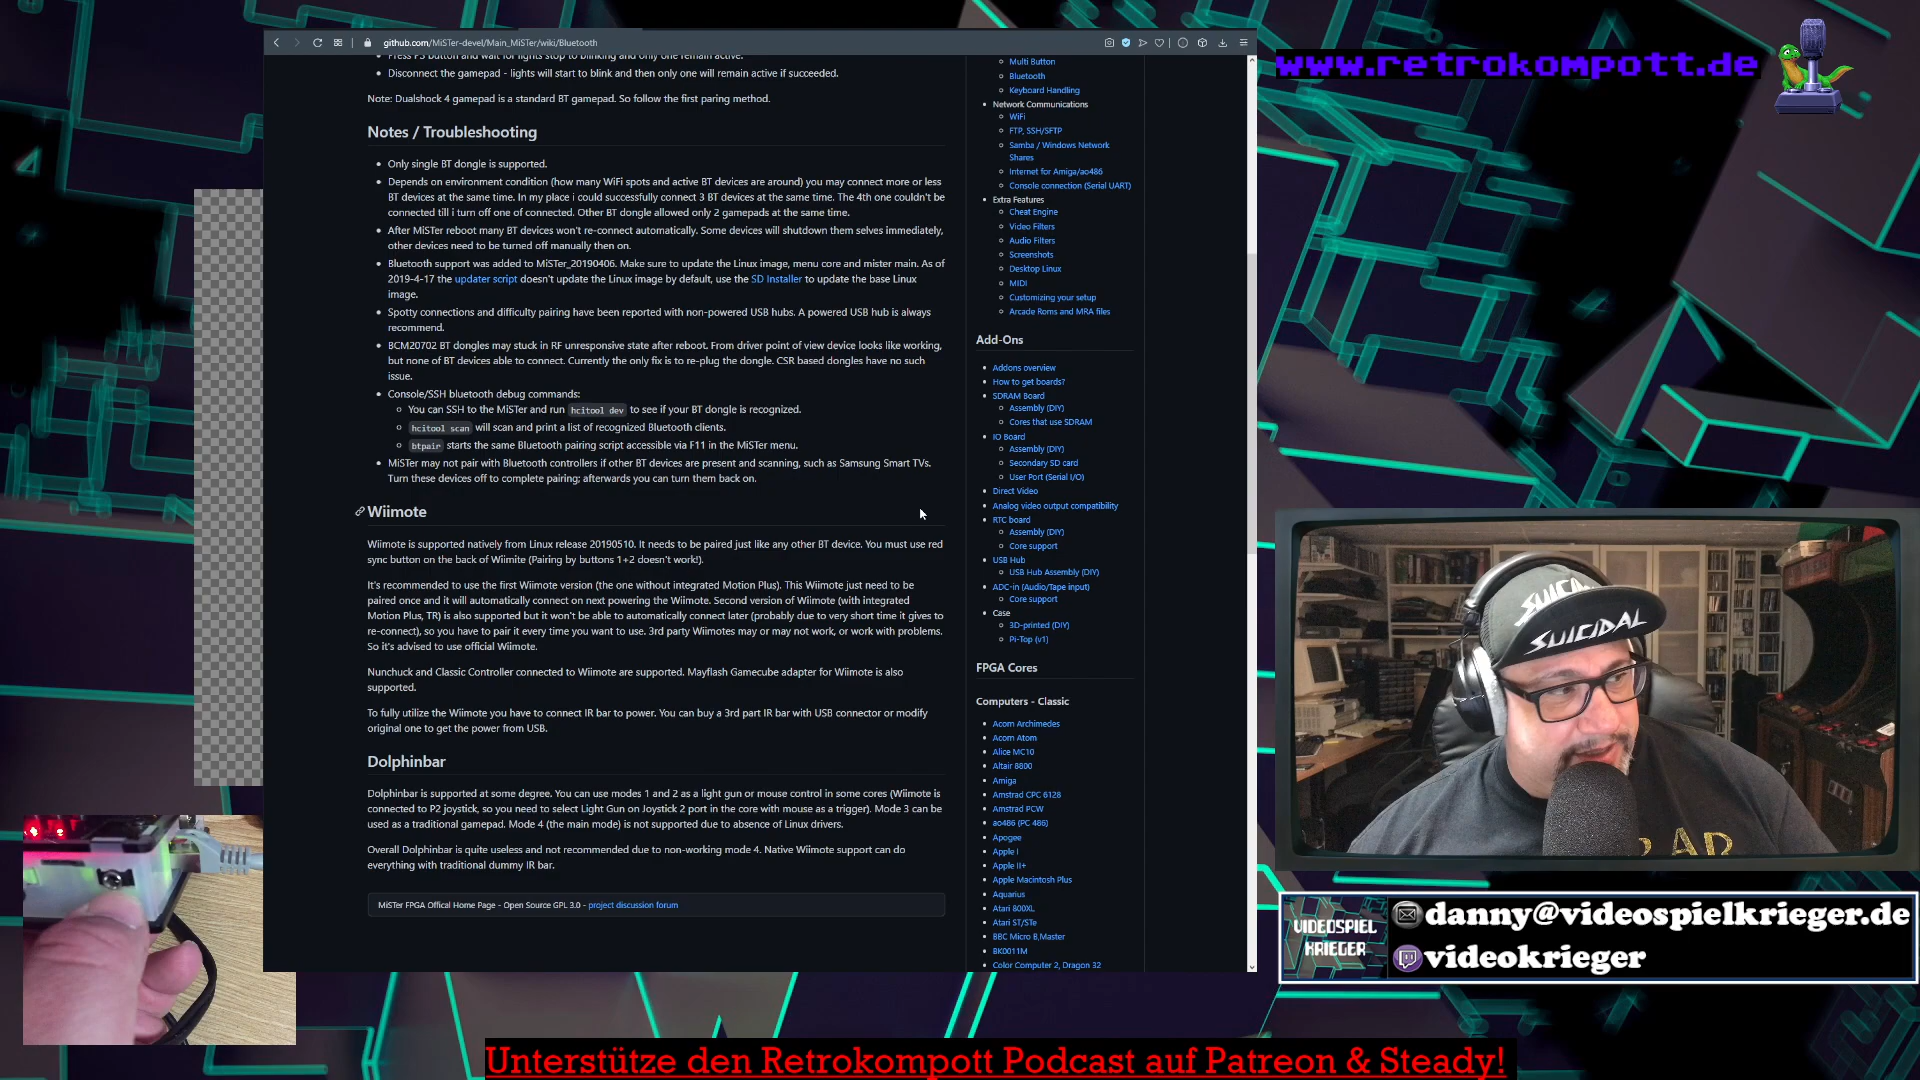 github.com/MiSTer-devel/Main_MiSTer/wiki/Bluetooth
www.retrokompott.de
Press PS button and wait for lights stop to blinking and only one remain active.
Disconnect the gamepad - lights will start to blink and then only one will remain active if succeeded.
Note: Dualshock 4 gamepad is a standard BT gamepad. So follow the first paring method.
Notes / Troubleshooting
Only single BT dongle is supported.
Depends on environment condition (how many WiFi spots and active BT devices are around) you may connect more or less
BT devices at the same time. In my place i could successfully connect 3 BT devices at the same time. The 4th one couldn't be
connected till i turn off one of connected. Other BT dongle allowed only 2 gamepads at the same time.
After MiSTer reboot many BT devices won't re-connect automatically. Some devices will shutdown them selves immediately,
other devices need to be turned off manually then on.
Bluetooth support was added to MiSTer_20190406. Make sure to update the Linux image, menu core and mister main. As of
2019-4-17 the updater script doesn't update the Linux image by default, use the SD Installer to update the base Linux
image.
Spotty connections and difficulty pairing have been reported with non-powered USB hubs. A powered USB hub is always
recommend.
BCM20702 BT dongles may stuck in RF unresponsive state after reboot. From driver point of view device looks like working,
but none of BT devices able to connect. Currently the only fix is to re-plug the dongle. CSR based dongles have no such
issue.
Console/SSH bluetooth debug commands:
You can SSH to the MiSTer and run hcitool dev to see if your BT dongle is recognized.
hcitool scan will scan and print a list of recognized Bluetooth clients.
btpair starts the same Bluetooth pairing script accessible via F11 in the MiSTer menu.
MiSTer may not pair with Bluetooth controllers if other BT devices are present and scanning, such as Samsung Smart TVs.
Turn these devices off to complete pairing; afterwards you can turn them back on.
Wiimote
Wiimote is supported natively from Linux release 20190510. It needs to be paired just like any other BT device. You must use red
sync button on the back of Wiimite (Pairing by buttons 1+2 doesn't work!).
It's recommended to use the first Wiimote version (the one without integrated Motion Plus). This Wiimote just need to be
paired once and it will automatically connect on next powering the Wiimote. Second version of Wiimote (with integrated
Motion Plus, TR) is also supported but it won't be able to automatically connect later (probably due to very short time it gives to
re-connect), so you have to pair it every time you want to use. 3rd party Wiimotes may or may not work, or work with problems.
So it's advised to use official Wiimote.
Nunchuck and Classic Controller connected to Wiimote are supported. Mayflash Gamecube adapter for Wiimote is also
supported.
To fully utilize the Wiimote you have to connect IR bar to power. You can buy a 3rd part IR bar with USB connector or modify
original one to get the power from USB.
Dolphinbar
Dolphinbar is supported at some degree. You can use modes 1 and 2 as a light gun or mouse control in some cores (Wiimote is
connected to P2 joystick, so you need to select Light Gun on Joystick 2 port in the core with mouse as a trigger). Mode 3 can be
used as a traditional gamepad. Mode 4 (the main mode) is not supported due to absence of Linux drivers.
Overall Dolphinbar is quite useless and not recommended due to non-working mode 4. Native Wiimote support can do
everything with traditional dummy IR bar.
MiSTer FPGA Offical Home Page - Open Source GPL 3.0 - project discussion forum
Multi Button
Bluetooth
Keyboard Handling
Network Communications
WiFi
FTP, SSH/SFTP
Samba / Windows Network
Shares
Internet for Amiga/ao486
Console connection (Serial UART)
Extra Features
Cheat Engine
Video Filters
Audio Filters
Screenshots
Desktop Linux
MIDI
Customizing your setup
Arcade Roms and MRA files
Add-Ons
Addons overview
How to get boards?
SDRAM Board
Assembly (DIY)
Cores that use SDRAM
IO Board
Assembly (DIY)
Secondary SD card
User Port (Serial I/O)
Direct Video
Analog video output compatibility
RTC board
Assembly (DIY)
Core support
USB Hub
USB Hub Assembly (DIY)
ADC-in (Audio/Tape input)
Core support
Case
3D-printed (DIY)
Pi-Top (v1)
FPGA Cores
Computers - Classic
Acorn Archimedes
Acorn Atom
Alice MC10
Altair 8800
Amiga
Amstrad CPC 6128
Amstrad PCW
ao486 (PC 486)
Apogee
Apple I
Apple II+
Apple Macintosh Plus
Aquarius
Atari 800XL
Atari ST/STe
BBC Micro B,Master
BK0011M
Color Computer 2, Dragon 32
SUICIDAL
SUICIDAL
VIDEOSPIEL
KRIEGER
danny@videospielkrieger.de
videokrieger
Unterstütze den Retrokompott Podcast auf Patreon & Steady!